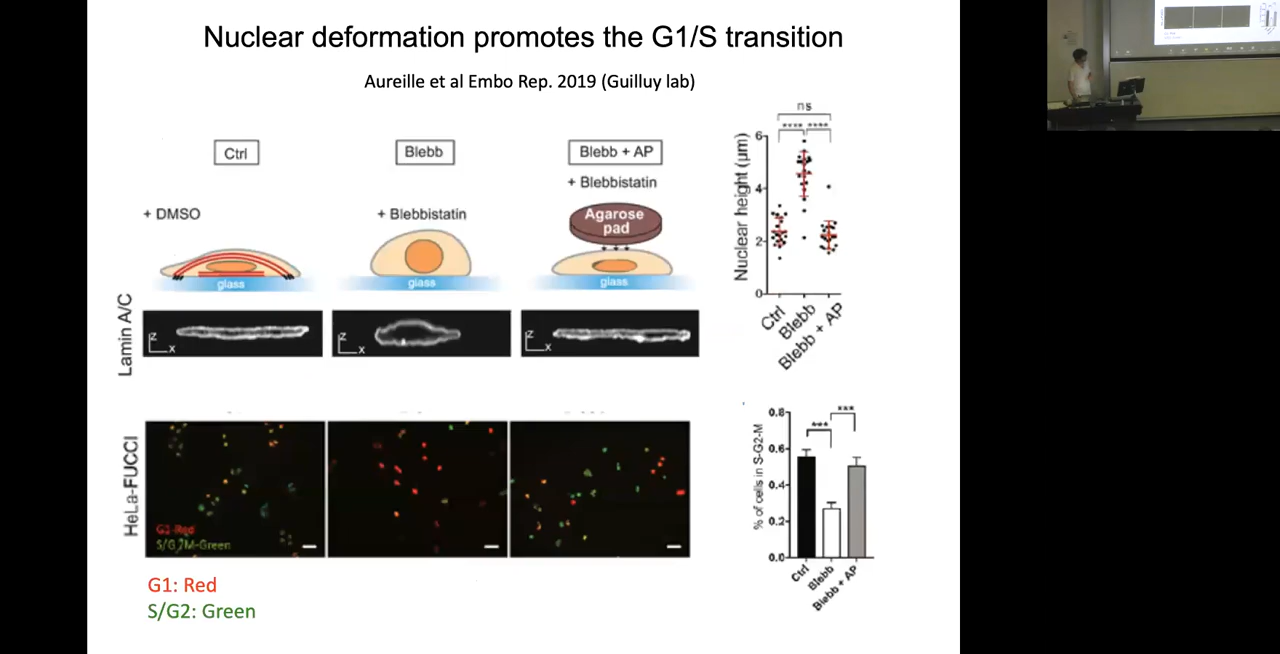 Nuclear deformation promotes the G1/S transition
Aureille et al Embo Rep. 2019 (Guilluy lab)
Ctrl
Blebb
Blebb + AP
+ DMSO
+ Blebbistatin
+ Blebbistatin
Agarose
pad
glass
glass
glass
Lamin A/C
Z
X
Z
X
Z
X
ns
**** ****
Nuclear height (µm)
6
4
2
0
Ctrl
Blebb
Blebb + AP
HeLa-FUCCI
G1-Red
S/G2M-Green
G1: Red
S/G2: Green
***
***
% of cells in S-G2-M
0.8
0.6
0.4
0.2
0.0
Ctrl
Blebb
Blebb + AP